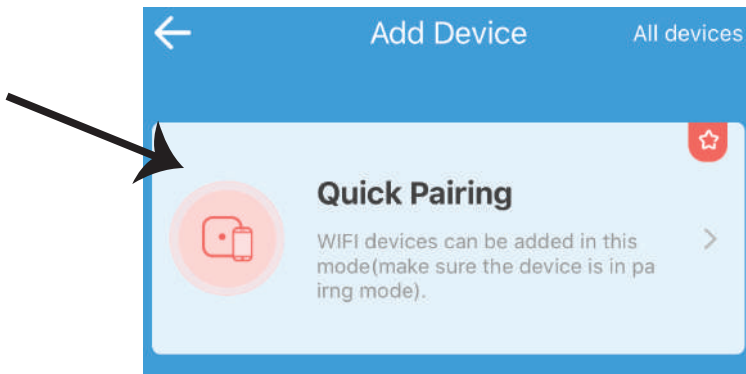 Add Device
All devices
Quick Pairing
WIFI devices can be added in this
mode(make sure the device is in pa
irng mode).